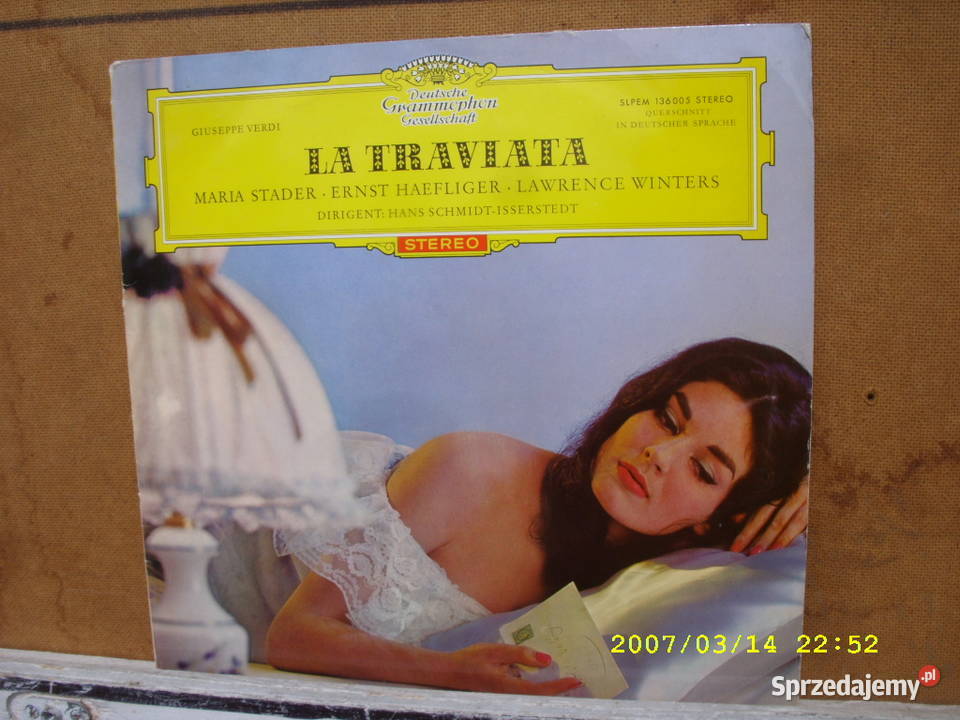 Deutsche
Grammophon
Gesellschaft
SLPEM 136005 STEREO
QUERSCHNITT
IN DEUTSCHER SPRACHE
GIUSEPPE VERDI
LA TRAVIATA
MARIA STADER · ERNST HAEFLIGER · LAWRENCE WINTERS
DIRIGENT: HANS SCHMIDT-ISSERSTEDT
STEREO
2007/03/14 22:52
Sprzedajemy.pl